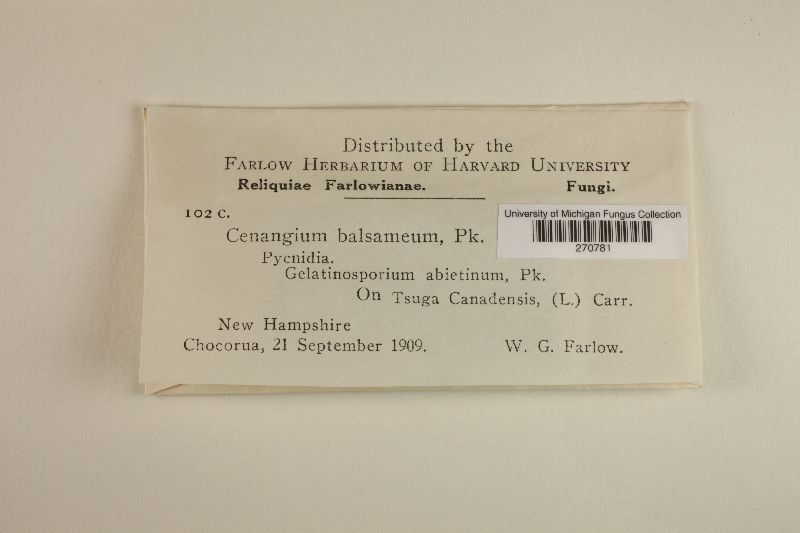 Distributed by the
FARLOW HERBARIUM OF HARVARD UNIVERSITY
Reliquiae Farlowianae. Fungi.
102 c.
University of Michigan Fungus Collection
270781
Cenangium balsameum, Pk.
Pycnidia.
Gelatinosporium abietinum, Pk.
On Tsuga Canadensis, (L.) Carr.
New Hampshire
Chocorua, 21 September 1909. W. G. Farlow.